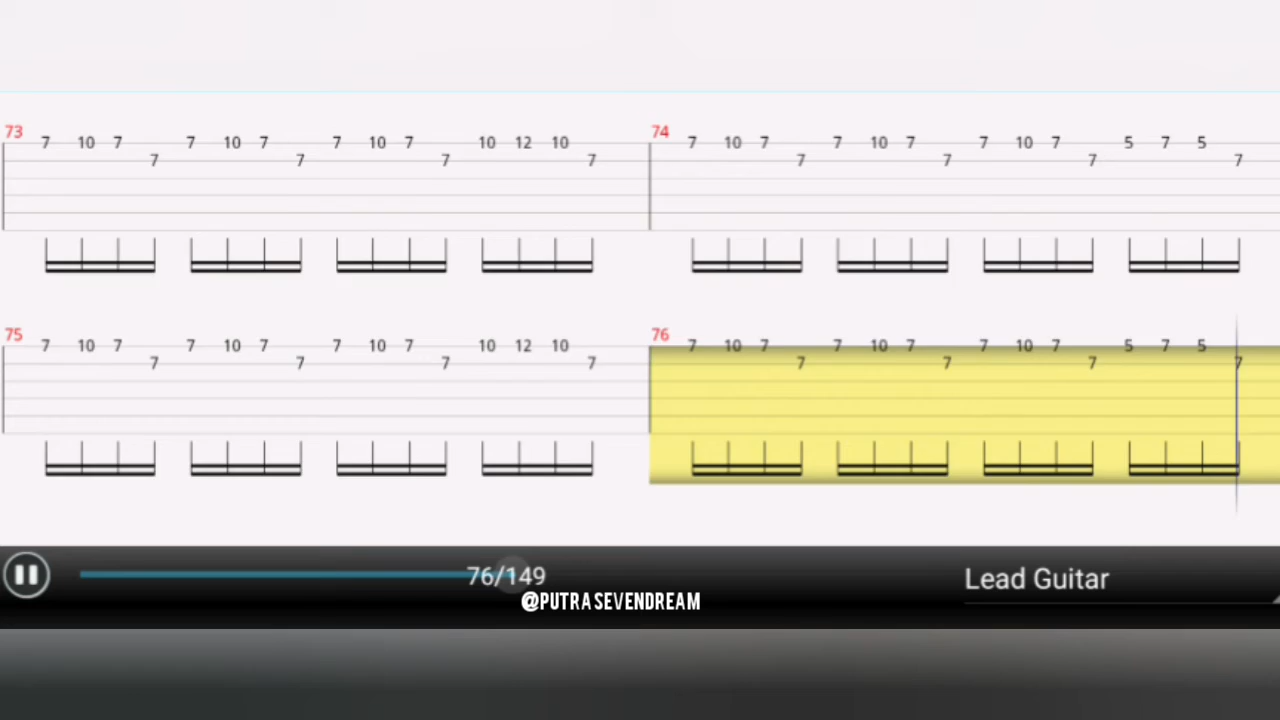 73 74
7 10 7 7 10 7 7 10 7 10 12 10 7 10 7 7 10 7 7 10 7 5 7 5
7 7 7 7 7 7 7 7
75 76
7 10 7 7 10 7 7 10 7 10 12 10 7 10 7 7 10 7 7 10 7 5 7 5
7 7 7 7 7 7 7 7
76/149 Lead Guitar
@PUTRASEVENDREAM